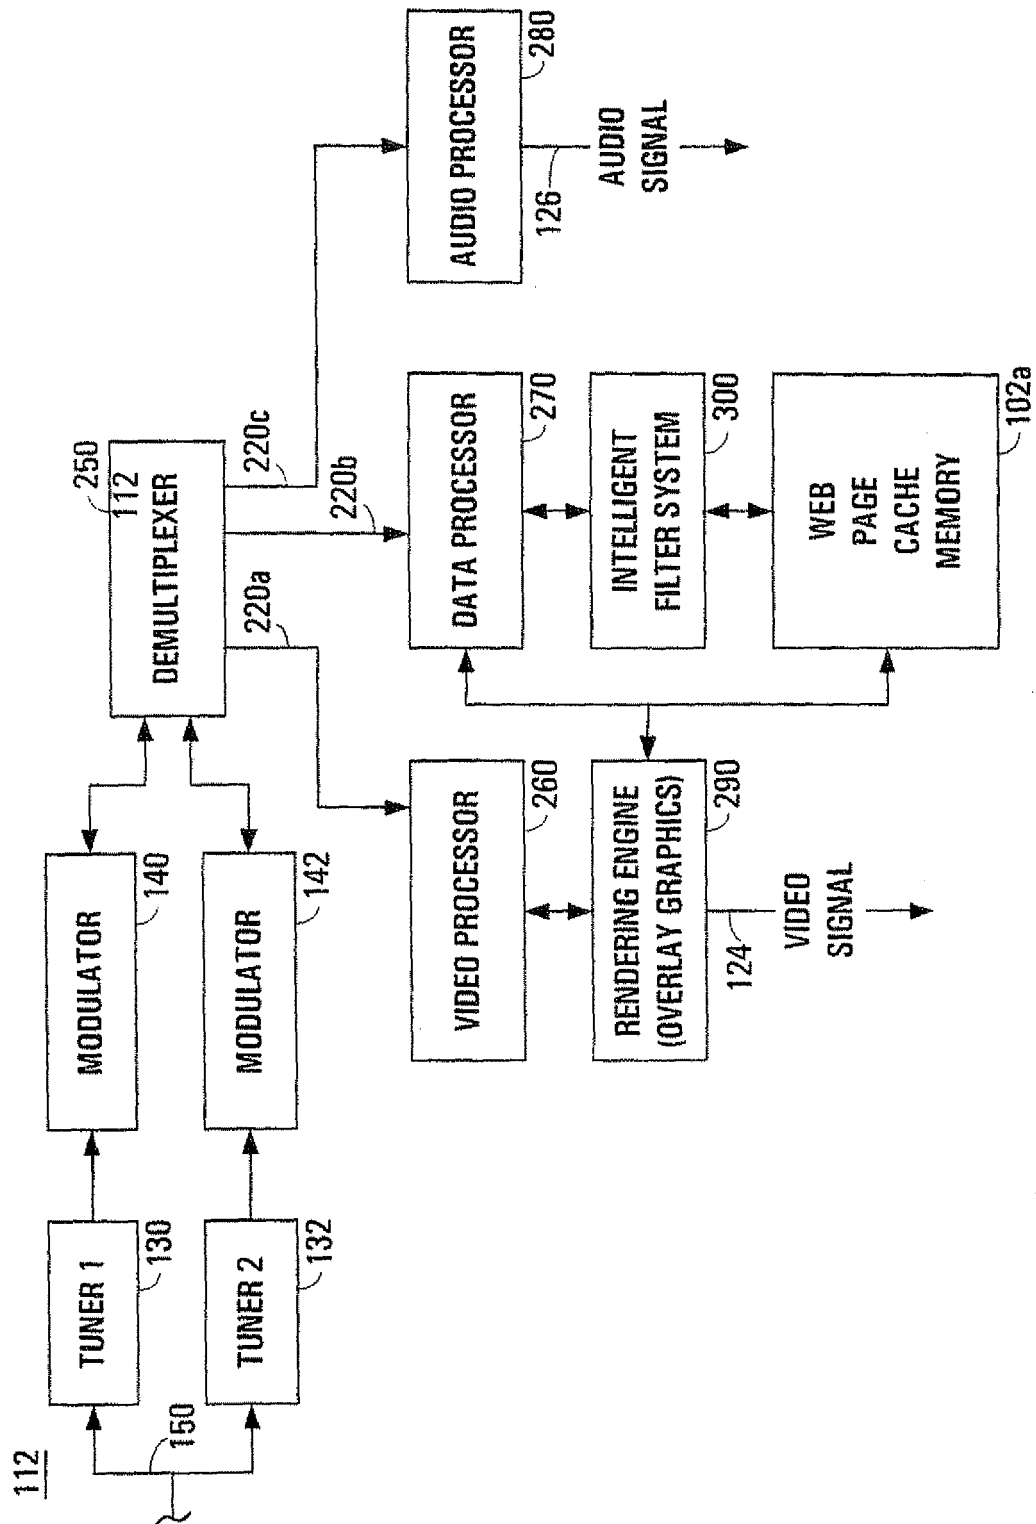 112
150
TUNER 1
130
TUNER 2
132
MODULATOR
140
MODULATOR
142
250
112
DEMULTIPLEXER
220a
220b
220c
VIDEO PROCESSOR
260
RENDERING ENGINE
(OVERLAY GRAPHICS)
290
124
VIDEO
SIGNAL
DATA PROCESSOR
270
INTELLIGENT
FILTER SYSTEM
300
WEB
PAGE
CACHE
MEMORY
102a
AUDIO PROCESSOR
280
126
AUDIO
SIGNAL